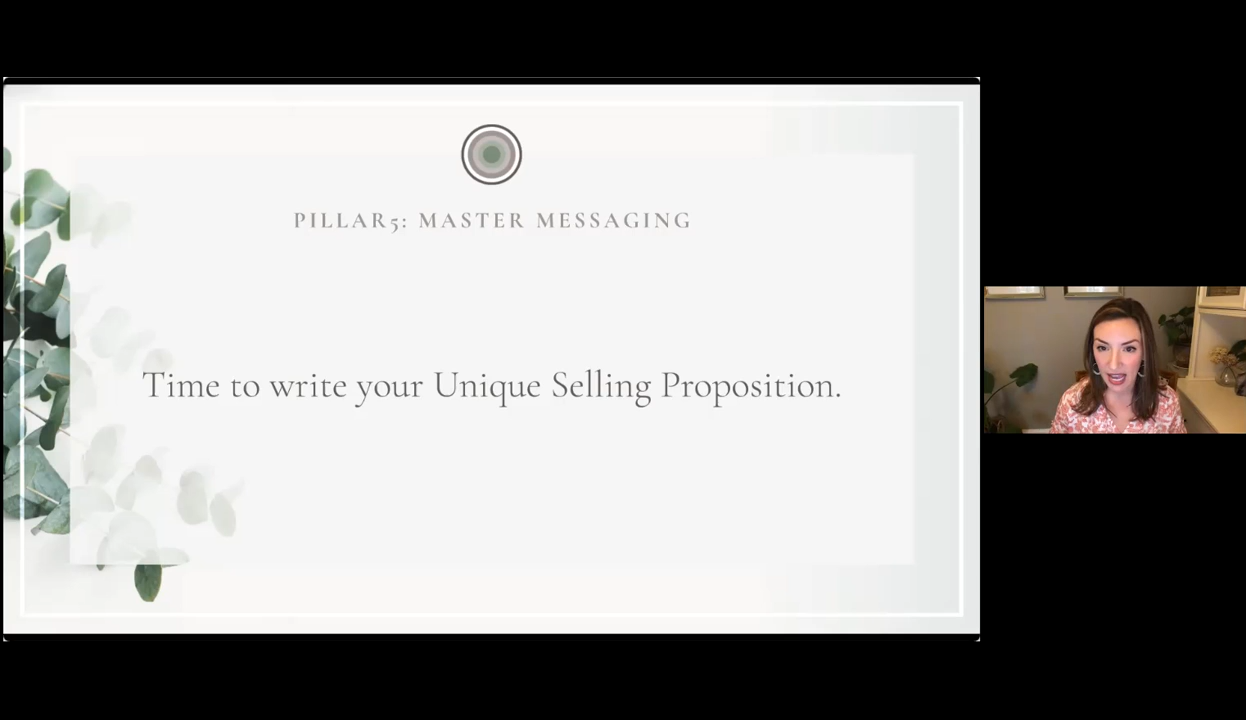 PILLAR5: MASTER MESSAGING
Time to write your Unique Selling Proposition.